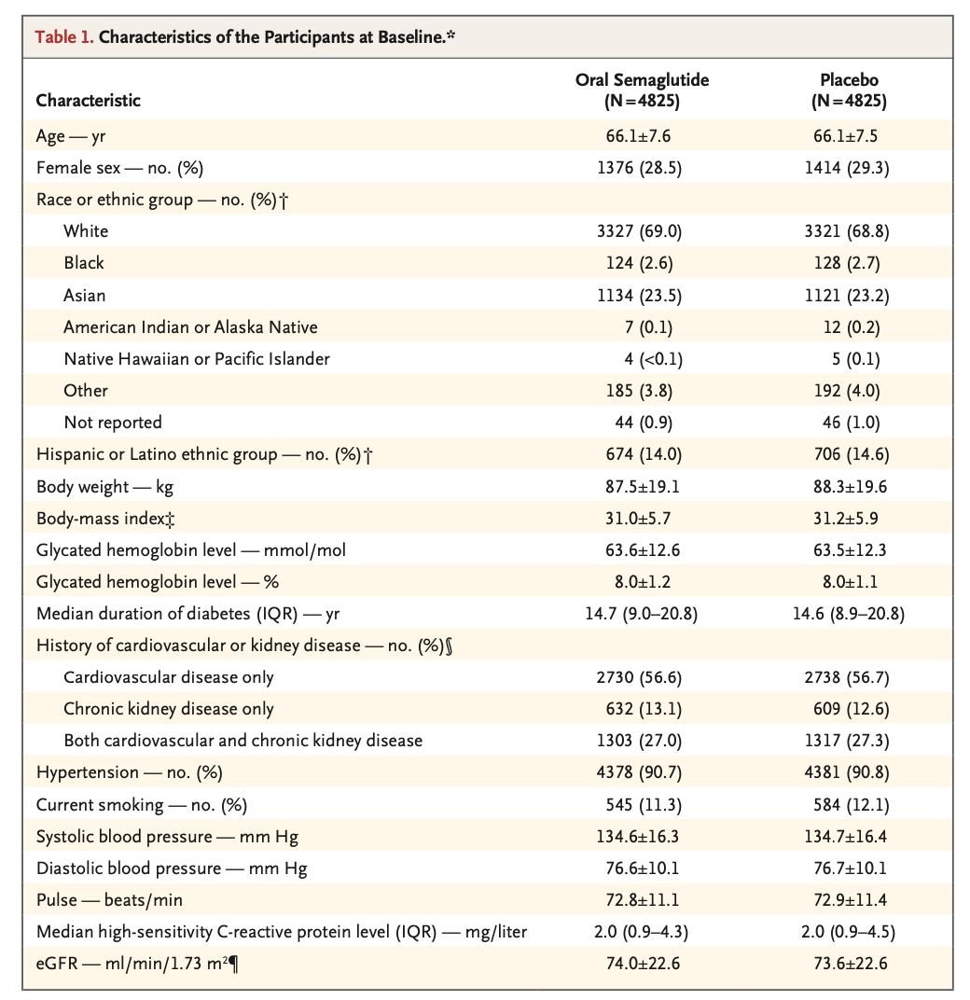 Table 1. Characteristics of the Participants at Baseline.*
Characteristic Oral Semaglutide (N=4825) Placebo (N=4825)
Age — yr 66.1±7.6 66.1±7.5
Female sex — no. (%) 1376 (28.5) 1414 (29.3)
Race or ethnic group — no. (%)†
White 3327 (69.0) 3321 (68.8)
Black 124 (2.6) 128 (2.7)
Asian 1134 (23.5) 1121 (23.2)
American Indian or Alaska Native 7 (0.1) 12 (0.2)
Native Hawaiian or Pacific Islander 4 (<0.1) 5 (0.1)
Other 185 (3.8) 192 (4.0)
Not reported 44 (0.9) 46 (1.0)
Hispanic or Latino ethnic group — no. (%)† 674 (14.0) 706 (14.6)
Body weight — kg 87.5±19.1 88.3±19.6
Body-mass index‡ 31.0±5.7 31.2±5.9
Glycated hemoglobin level — mmol/mol 63.6±12.6 63.5±12.3
Glycated hemoglobin level — % 8.0±1.2 8.0±1.1
Median duration of diabetes (IQR) — yr 14.7 (9.0–20.8) 14.6 (8.9–20.8)
History of cardiovascular or kidney disease — no. (%)§
Cardiovascular disease only 2730 (56.6) 2738 (56.7)
Chronic kidney disease only 632 (13.1) 609 (12.6)
Both cardiovascular and chronic kidney disease 1303 (27.0) 1317 (27.3)
Hypertension — no. (%) 4378 (90.7) 4381 (90.8)
Current smoking — no. (%) 545 (11.3) 584 (12.1)
Systolic blood pressure — mm Hg 134.6±16.3 134.7±16.4
Diastolic blood pressure — mm Hg 76.6±10.1 76.7±10.1
Pulse — beats/min 72.8±11.1 72.9±11.4
Median high-sensitivity C-reactive protein level (IQR) — mg/liter 2.0 (0.9–4.3) 2.0 (0.9–4.5)
eGFR — ml/min/1.73 m²¶ 74.0±22.6 73.6±22.6